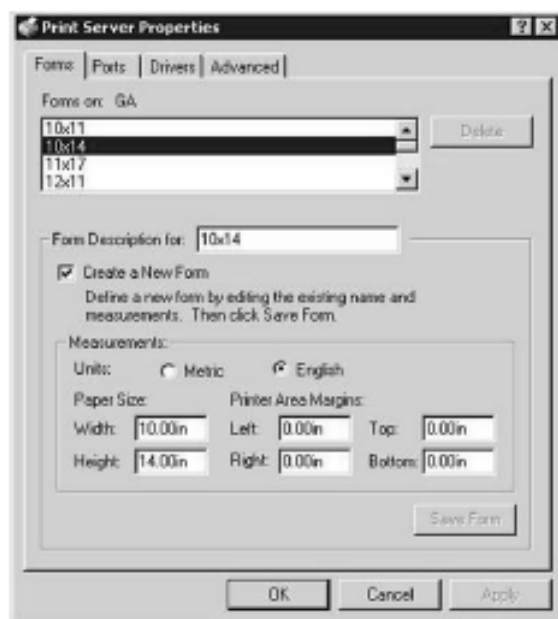 Print Server Properties
Forms Ports Drivers Advanced
Forms on: GA
10x11
10x14
11x17
12x11
Delete
Form Description for: 10x14
Create a New Form
Define a new form by editing the existing name and
measurements. Then click Save Form.
Measurements:
Units: Metric English
Paper Size: Printer Area Margins:
Width: 10.00in Left: 0.00in Top: 0.00in
Height: 14.00in Right: 0.00in Bottom: 0.00in
Save Form
OK Cancel Apply